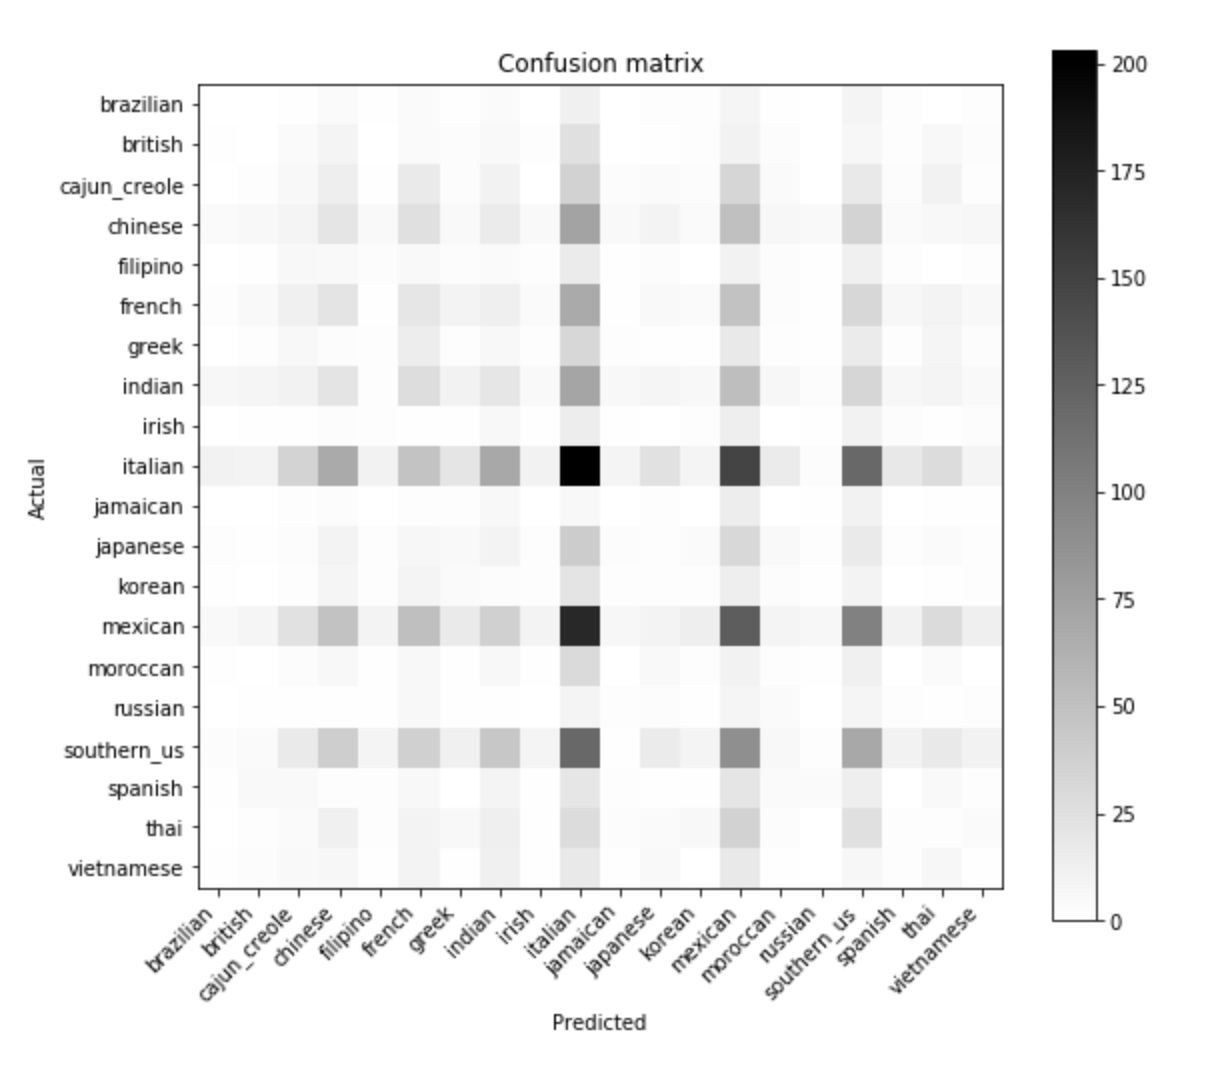 Confusion matrix
Actual
brazilian
british
cajun_creole
chinese
filipino
french
greek
indian
irish
italian
jamaican
japanese
korean
mexican
moroccan
russian
southern_us
spanish
thai
vietnamese
brazilian
british
cajun_creole
chinese
filipino
french
greek
indian
irish
italian
jamaican
japanese
korean
mexican
moroccan
russian
southern_us
spanish
thai
vietnamese
Predicted
200
175
150
125
100
75
50
25
0